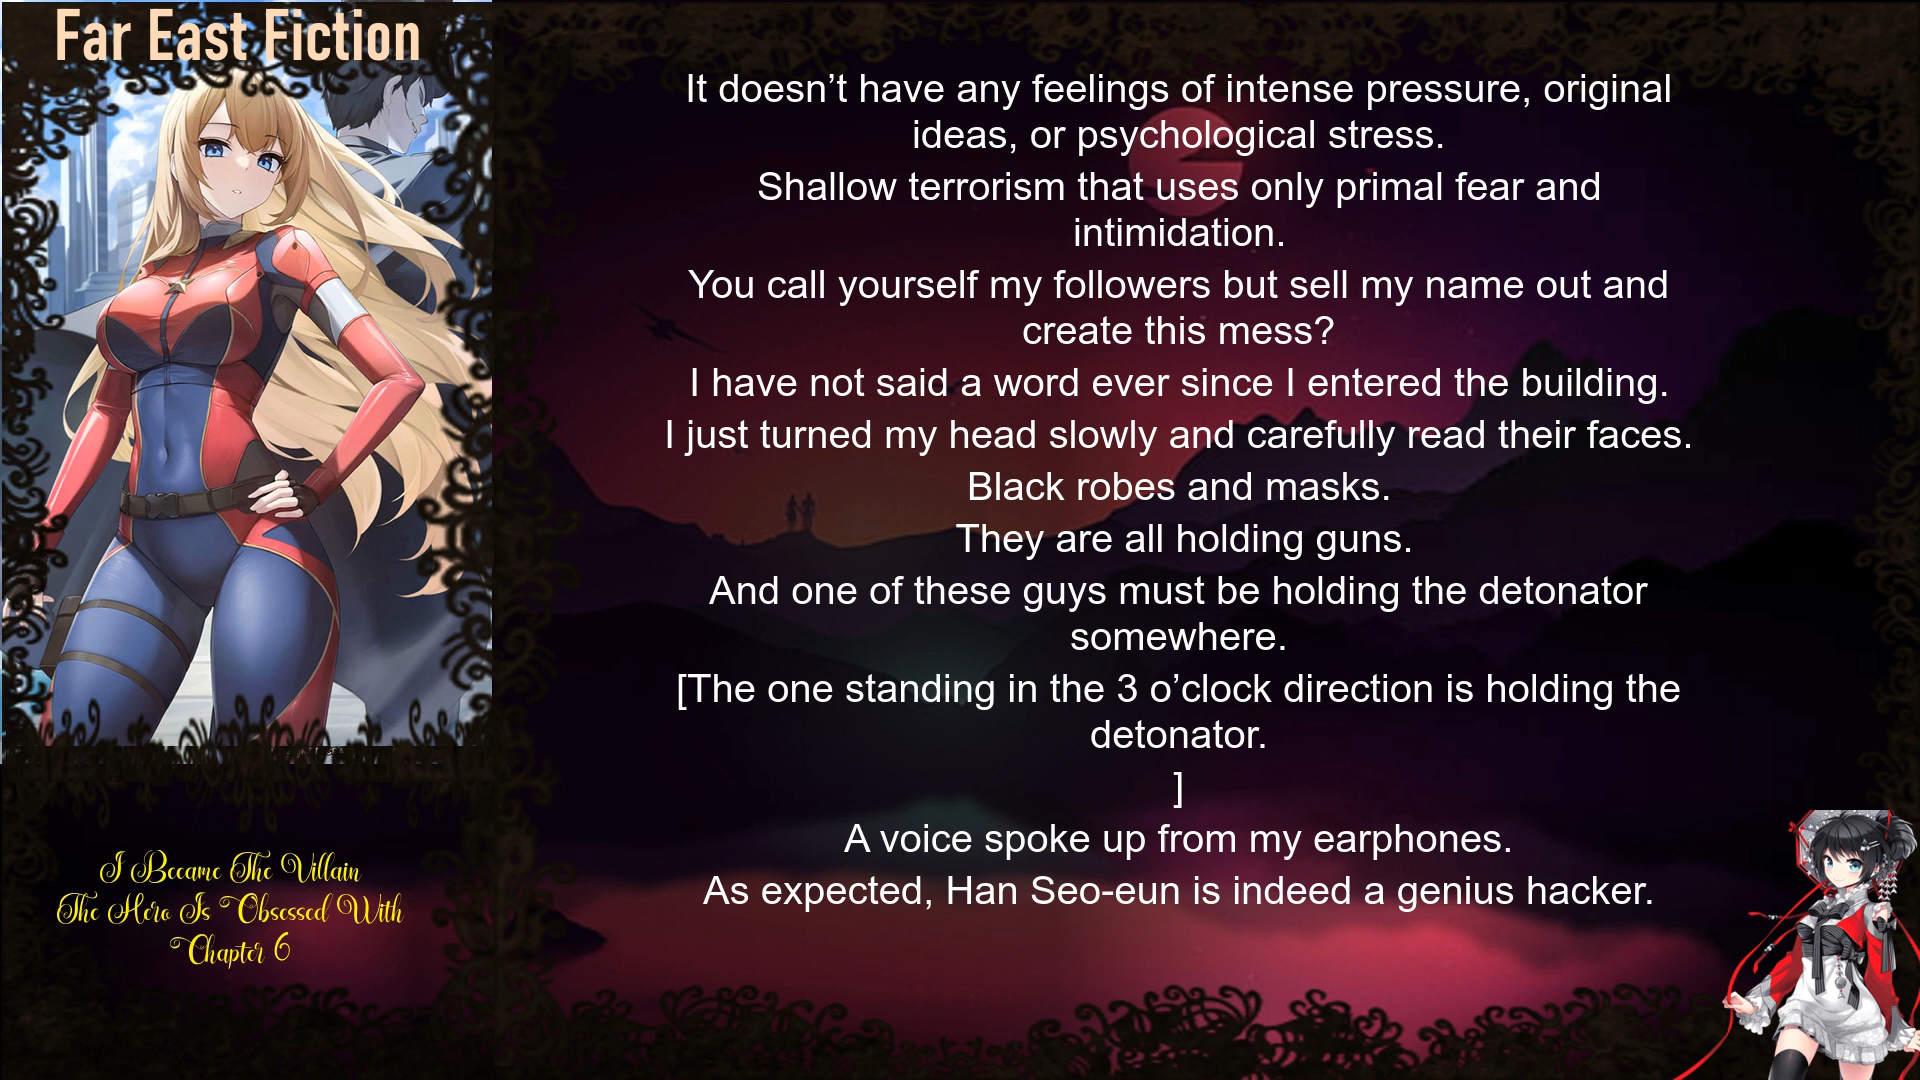 Far East Fiction
It doesn’t have any feelings of intense pressure, original
ideas, or psychological stress.
Shallow terrorism that uses only primal fear and
intimidation.
You call yourself my followers but sell my name out and
create this mess?
I have not said a word ever since I entered the building.
I just turned my head slowly and carefully read their faces.
Black robes and masks.
They are all holding guns.
And one of these guys must be holding the detonator
somewhere.
[The one standing in the 3 o’clock direction is holding the
detonator.
]
A voice spoke up from my earphones.
As expected, Han Seo-eun is indeed a genius hacker.
I Became The Villain
The Hero Is Obsessed With
Chapter 6